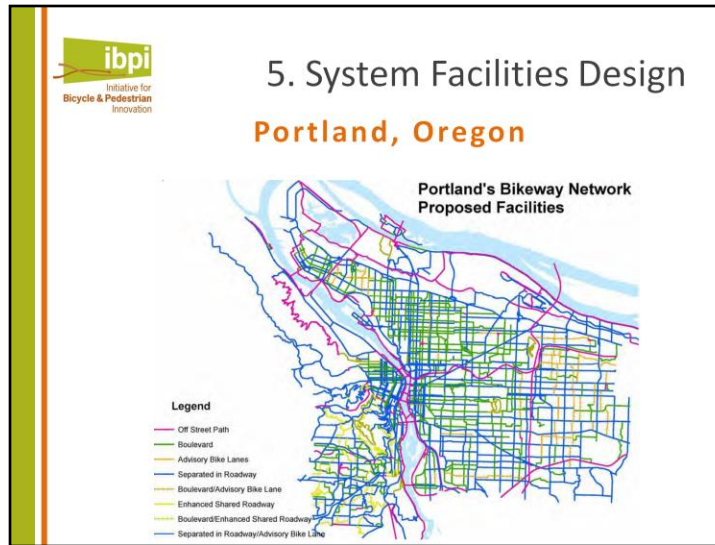 ibpi
Initiative for
Bicycle & Pedestrian
Innovation
5. System Facilities Design
Portland, Oregon
Portland's Bikeway Network
Proposed Facilities
Legend
Off Street Path
Boulevard
Advisory Bike Lanes
Separated in Roadway
Boulevard/Advisory Bike Lane
Enhanced Shared Roadway
Boulevard/Enhanced Shared Roadway
Separated in Roadway/Advisory Bike Lane